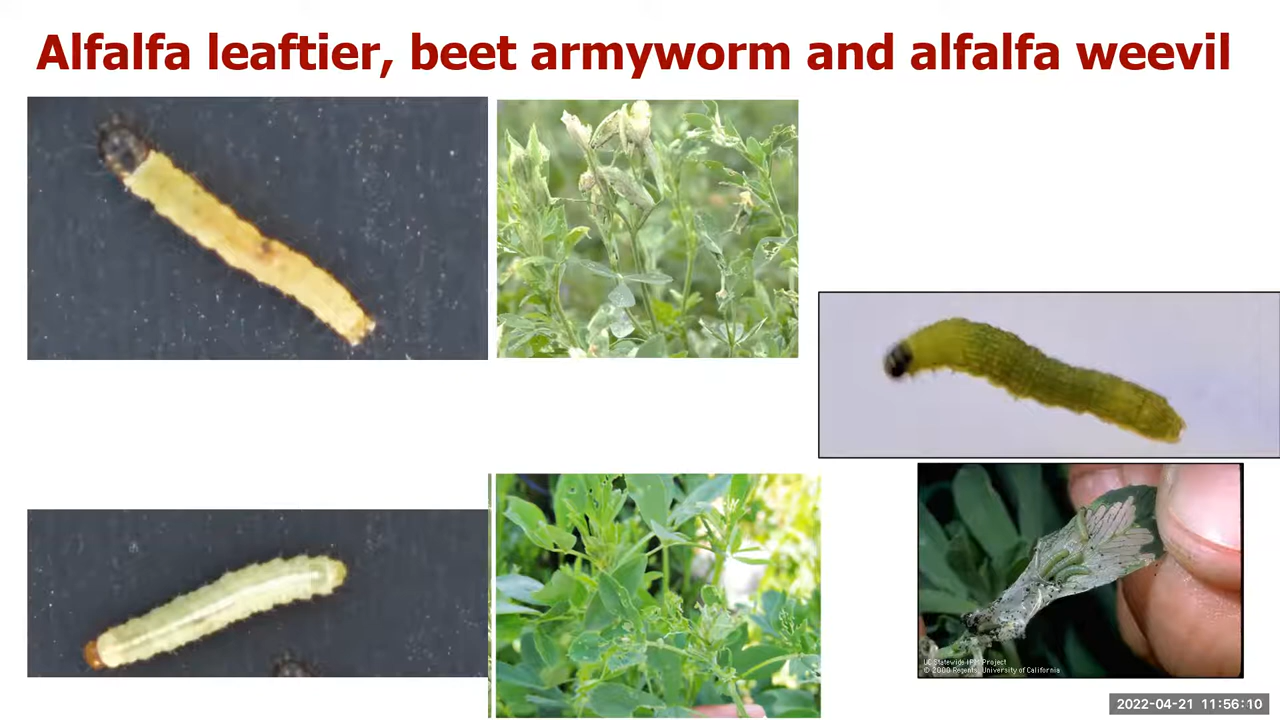 Alfalfa leaftier, beet armyworm and alfalfa weevil
UC Statewide IPM Project
© 2000 Regents, University of California
2022-04-21 11:56:10